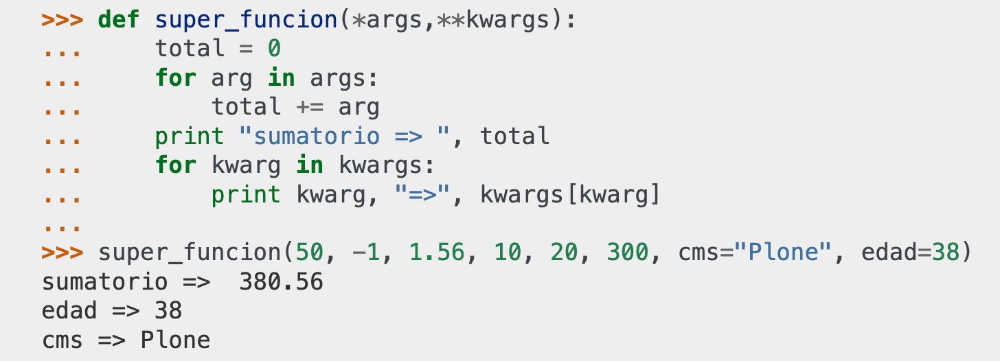 >>> def super_funcion(*args,**kwargs):
...     total = 0
...     for arg in args:
...         total += arg
...     print "sumatorio => ", total
...     for kwarg in kwargs:
...         print kwarg, "=>", kwargs[kwarg]
...
>>> super_funcion(50, -1, 1.56, 10, 20, 300, cms="Plone", edad=38)
sumatorio =>  380.56
edad => 38
cms => Plone